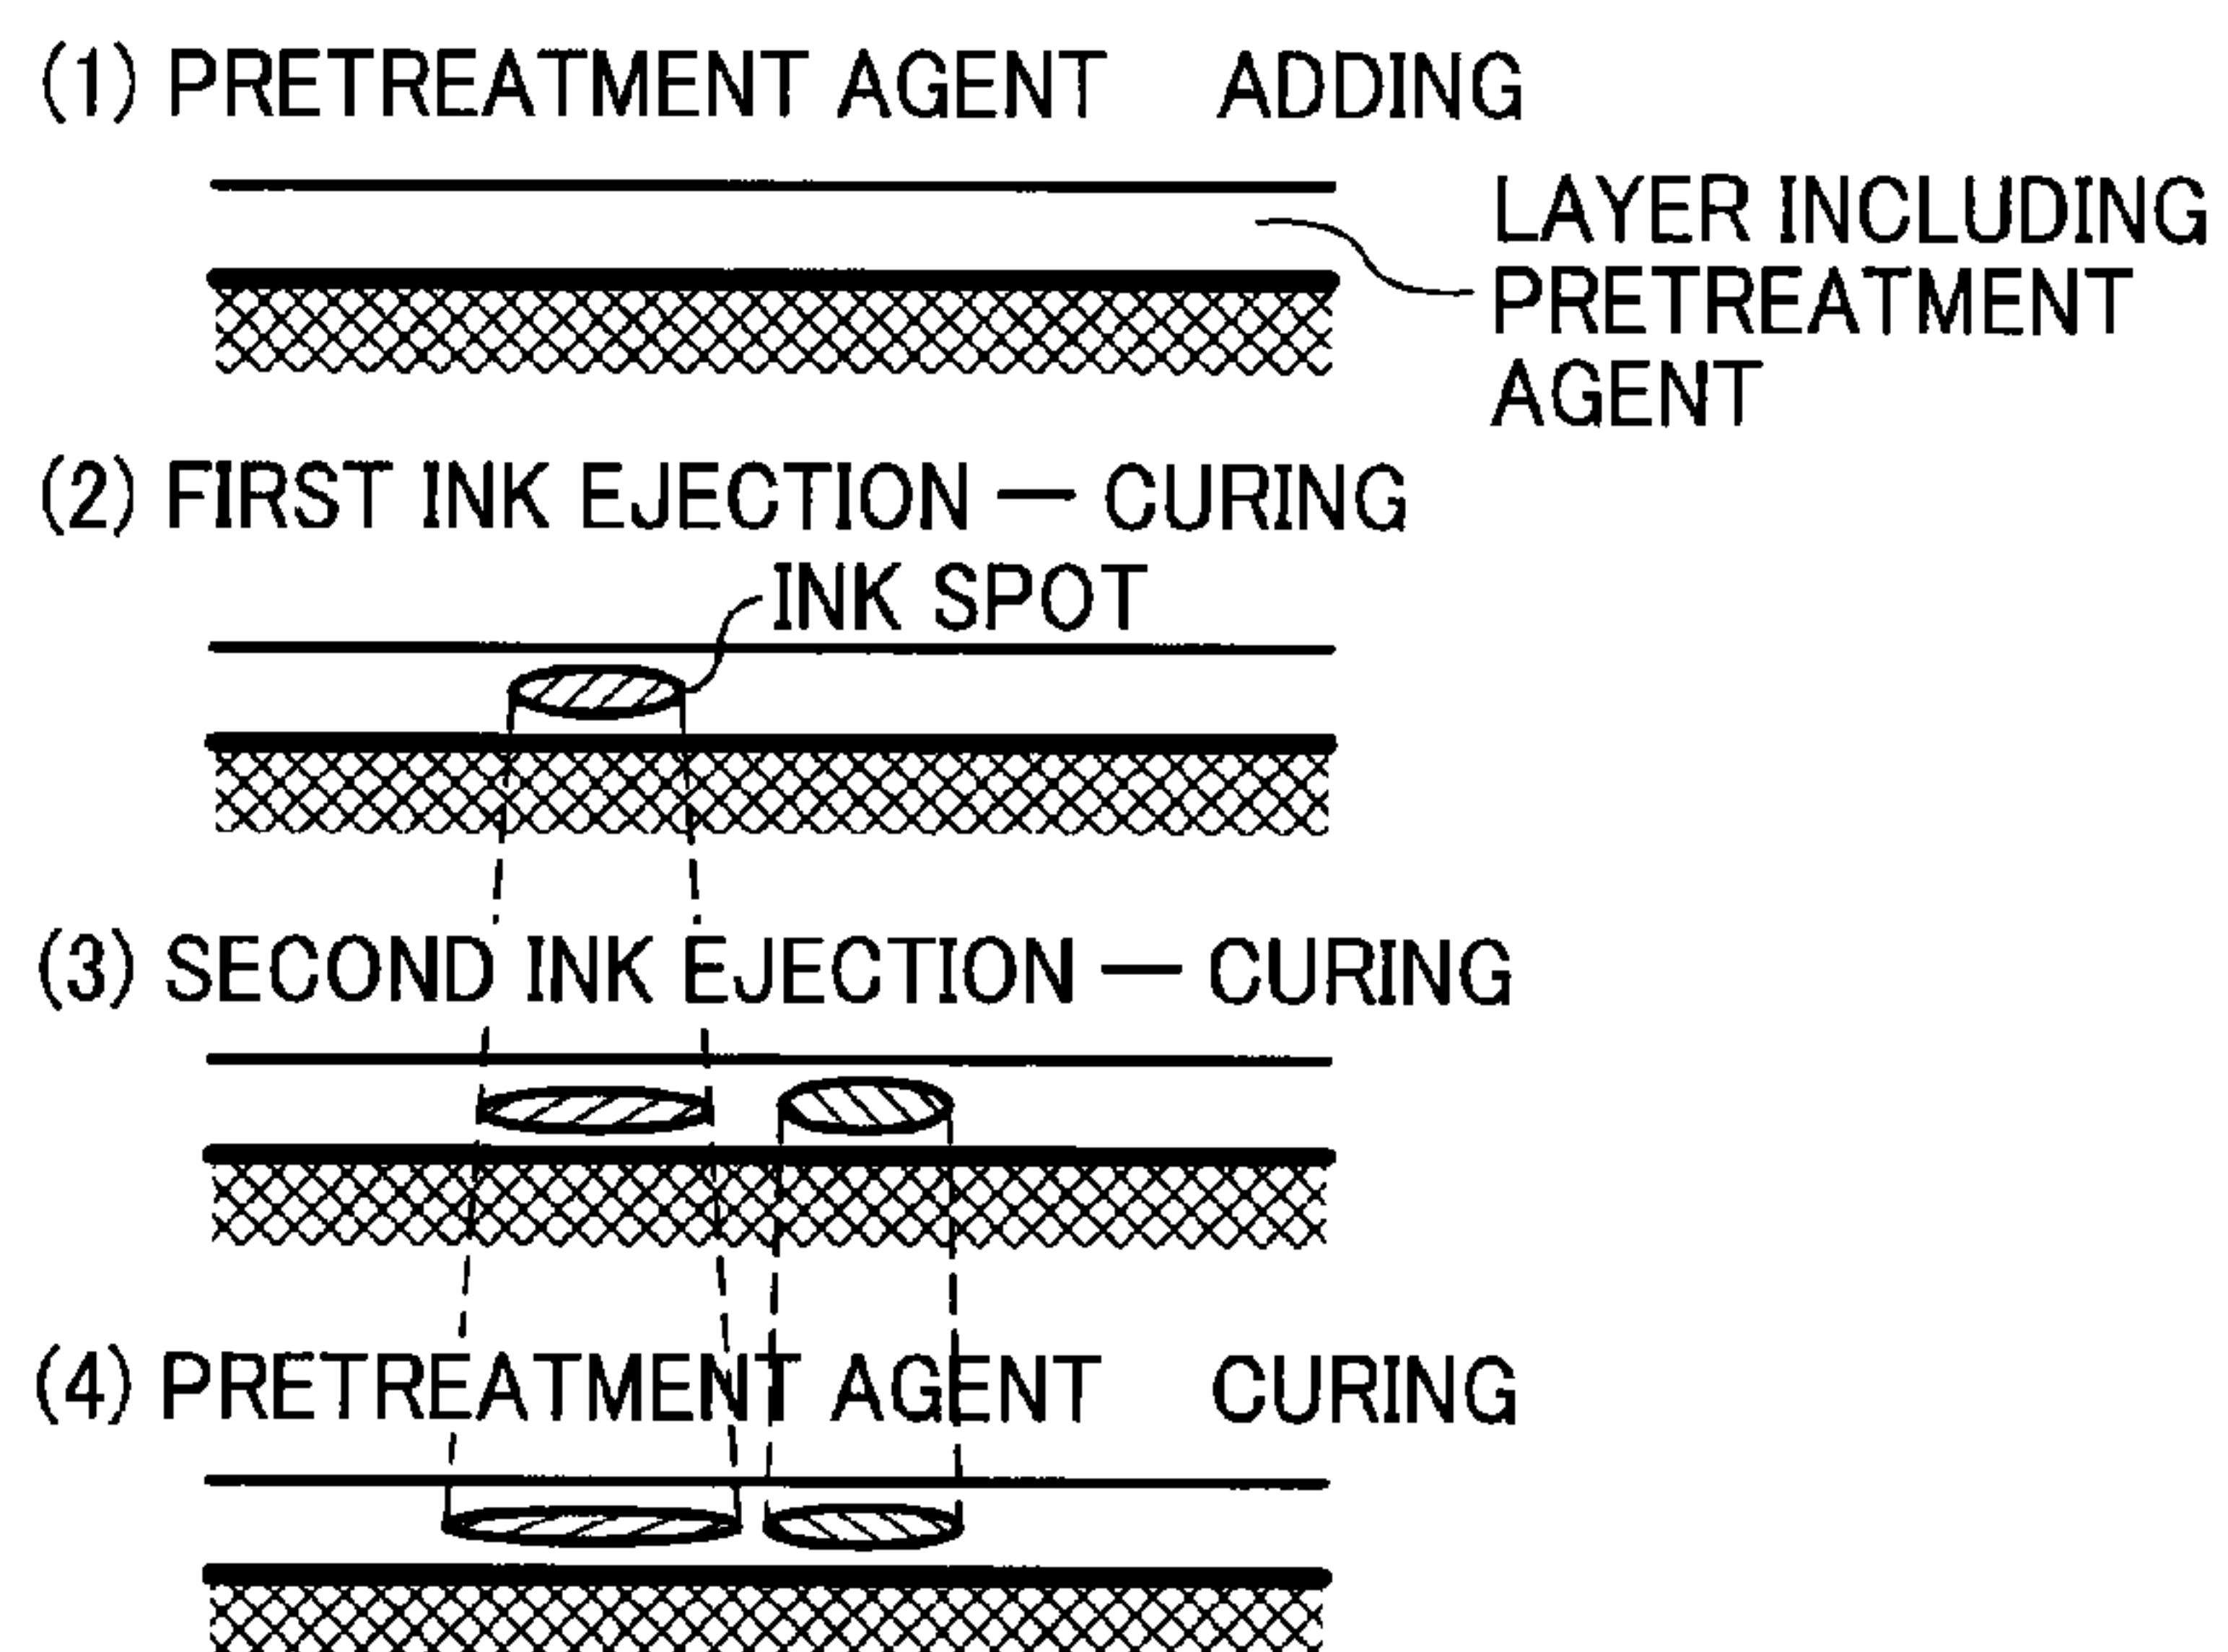 (1) PRETREATMENT AGENT ADDING
LAYER INCLUDING
PRETREATMENT
AGENT
(2) FIRST INK EJECTION — CURING
INK SPOT
(3) SECOND INK EJECTION — CURING
(4) PRETREATMENT AGENT CURING